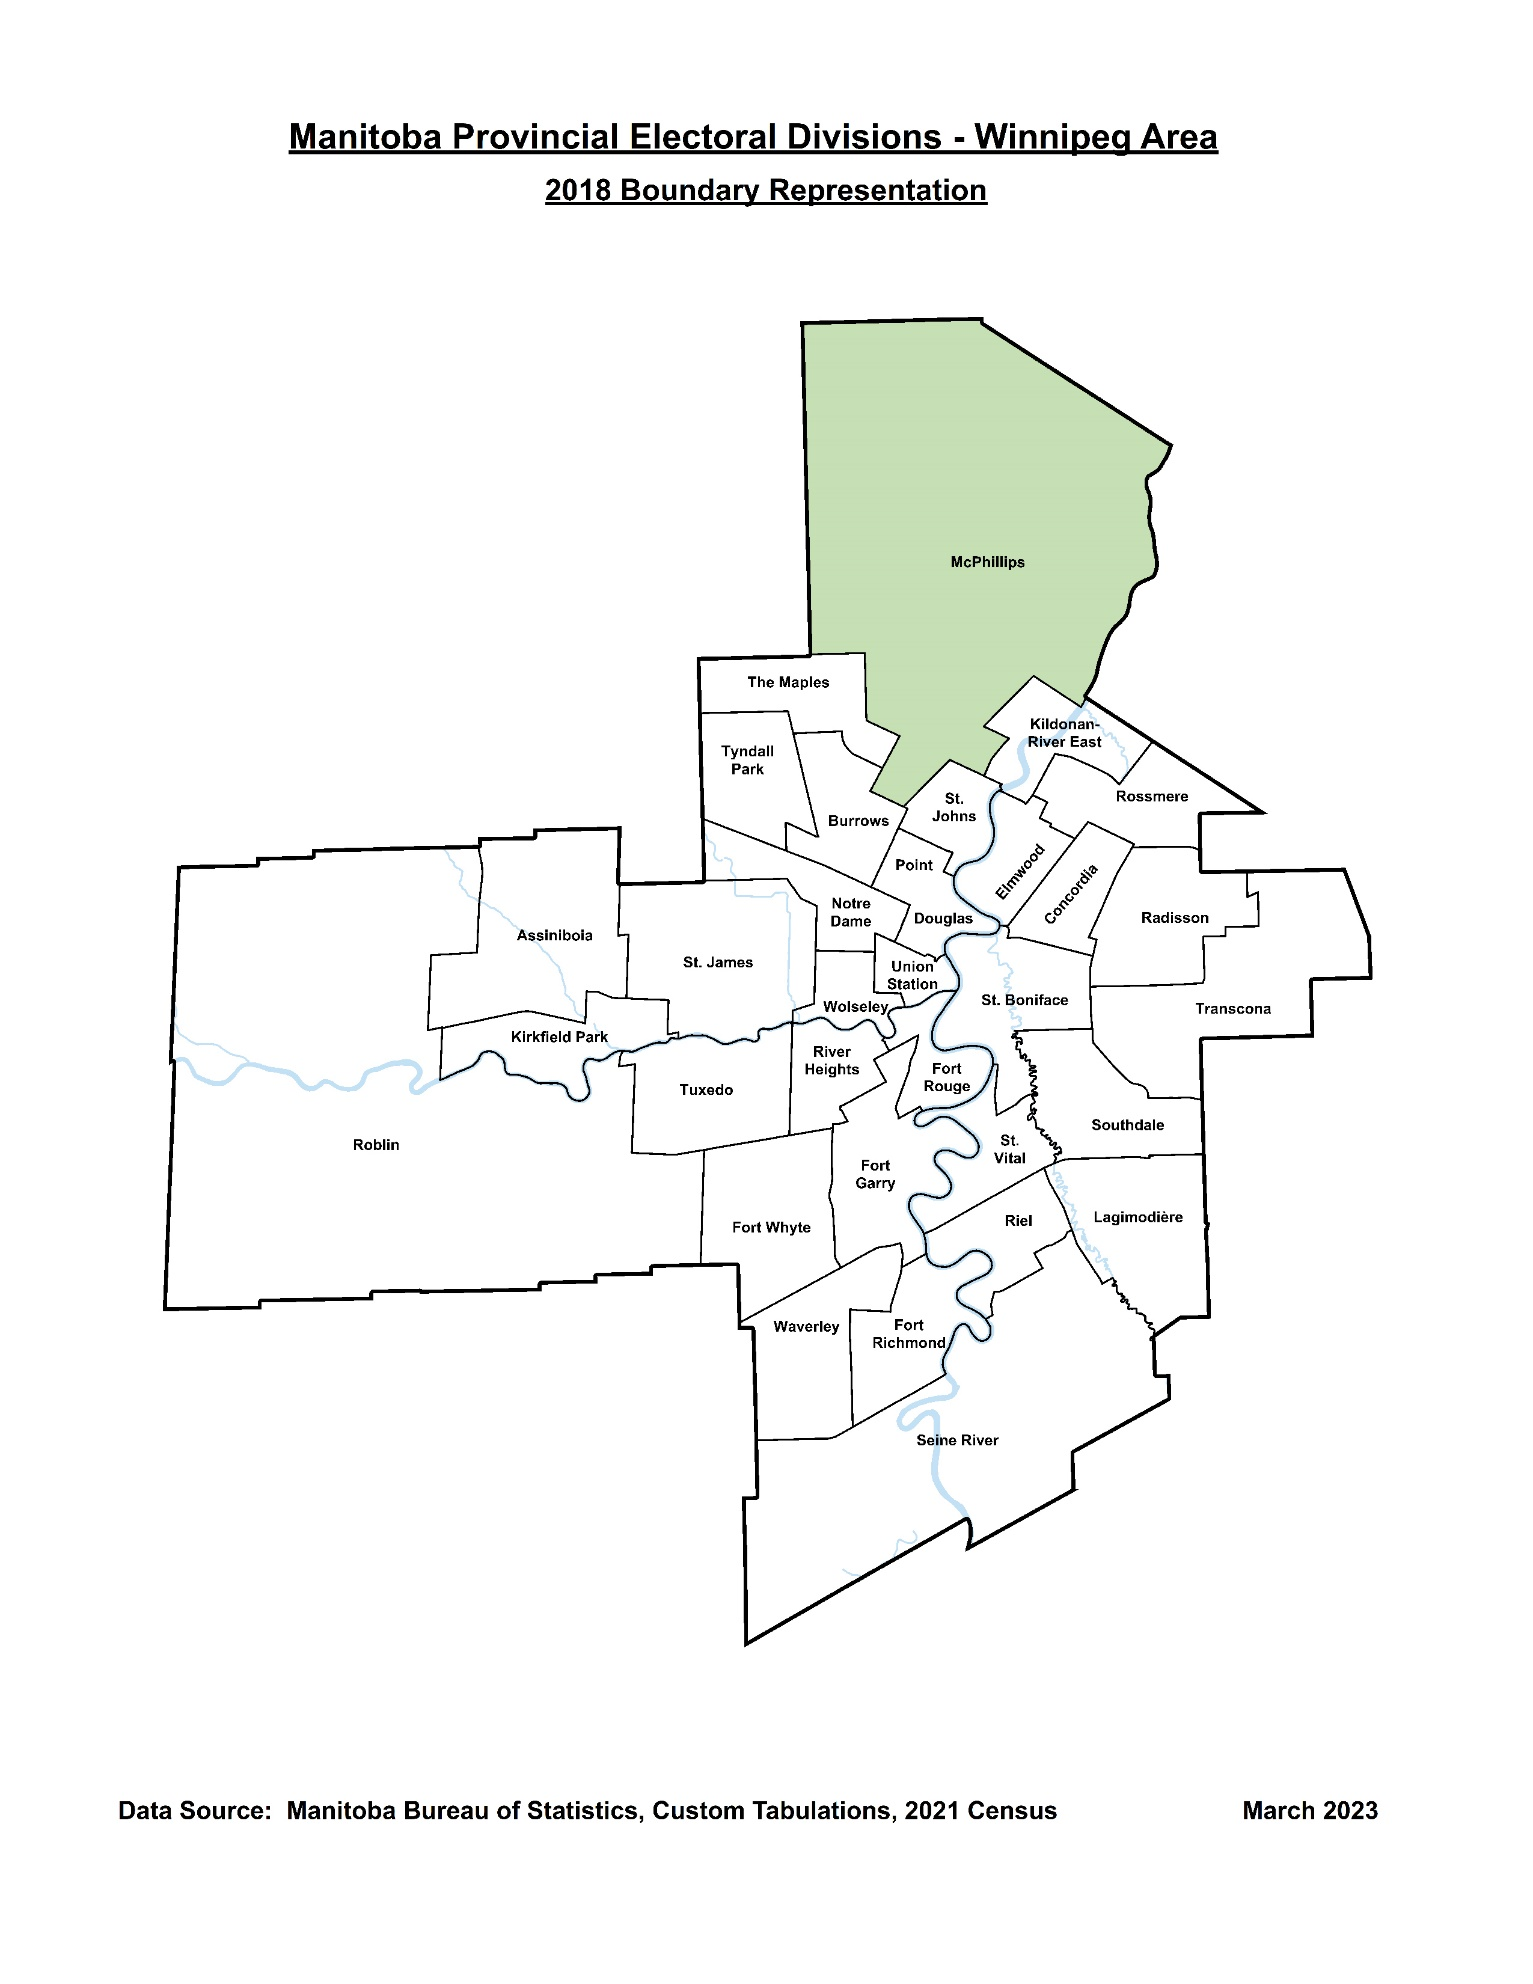 Manitoba Provincial Electoral Divisions - Winnipeg Area
2018 Boundary Representation
McPhillips
The Maples
Kildonan-
River East
Tyndall
Park
Rossmere
St.
Johns
Burrows
Point
Elmwood
Concordia
Notre
Dame
Douglas
Radisson
Assiniboia
St. James
Union
Station
St. Boniface
Wolseley
Transcona
Kirkfield Park
River
Heights
Fort
Rouge
Tuxedo
Southdale
Roblin
St.
Vital
Fort
Garry
Fort Whyte
Riel
Lagimodière
Waverley
Fort
Richmond
Seine River
Data Source:  Manitoba Bureau of Statistics, Custom Tabulations, 2021 Census
March 2023